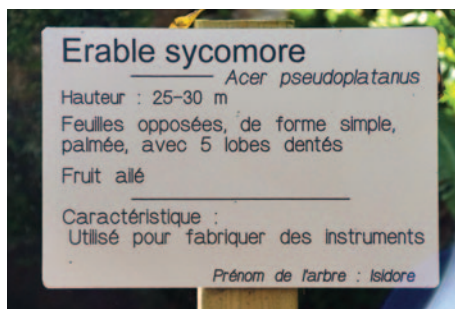 Erable sycomore
Acer pseudoplatanus
Hauteur : 25-30 m
Feuilles opposées, de forme simple,
palmée, avec 5 lobes dentés
Fruit ailé
Caractéristique :
Utilisé pour fabriquer des instruments
Prénom de l'arbre : Isidore